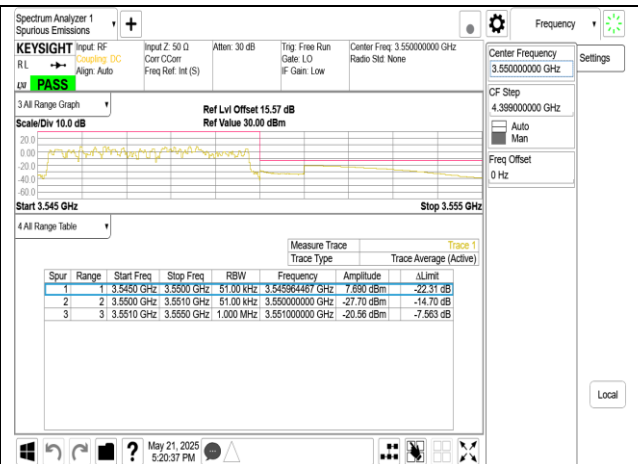 Spectrum Analyzer 1
Spurious Emissions
Frequency
KEYSIGHT
RL
LXI
PASS
Input: RF
Coupling: DC
Align: Auto
Input Z: 50 Ω
Corr CCorr
Freq Ref: Int (S)
Atten: 30 dB
Trig: Free Run
Gate: LO
IF Gain: Low
Center Freq: 3.550000000 GHz
Radio Std: None
Center Frequency
3.550000000 GHz
Settings
CF Step
4.399000000 GHz
Auto
Man
Freq Offset
0 Hz
3 All Range Graph
Scale/Div 10.0 dB
Ref Lvl Offset 15.57 dB
Ref Value 30.00 dBm
20.0
0.00
-20.0
-40.0
-60.0
Start 3.545 GHz
Stop 3.555 GHz
4 All Range Table
Measure Trace Trace 1
Trace Type Trace Average (Active)
Spur Range Start Freq Stop Freq RBW Frequency Amplitude ΔLimit
1 1 3.5450 GHz 3.5500 GHz 51.00 kHz 3.545964467 GHz 7.690 dBm -22.31 dB
2 2 3.5500 GHz 3.5510 GHz 51.00 kHz 3.550000000 GHz -27.70 dBm -14.70 dB
3 3 3.5510 GHz 3.5550 GHz 1.000 MHz 3.551000000 GHz -20.56 dBm -7.563 dB
Local
?
May 21, 2025
5:20:37 PM